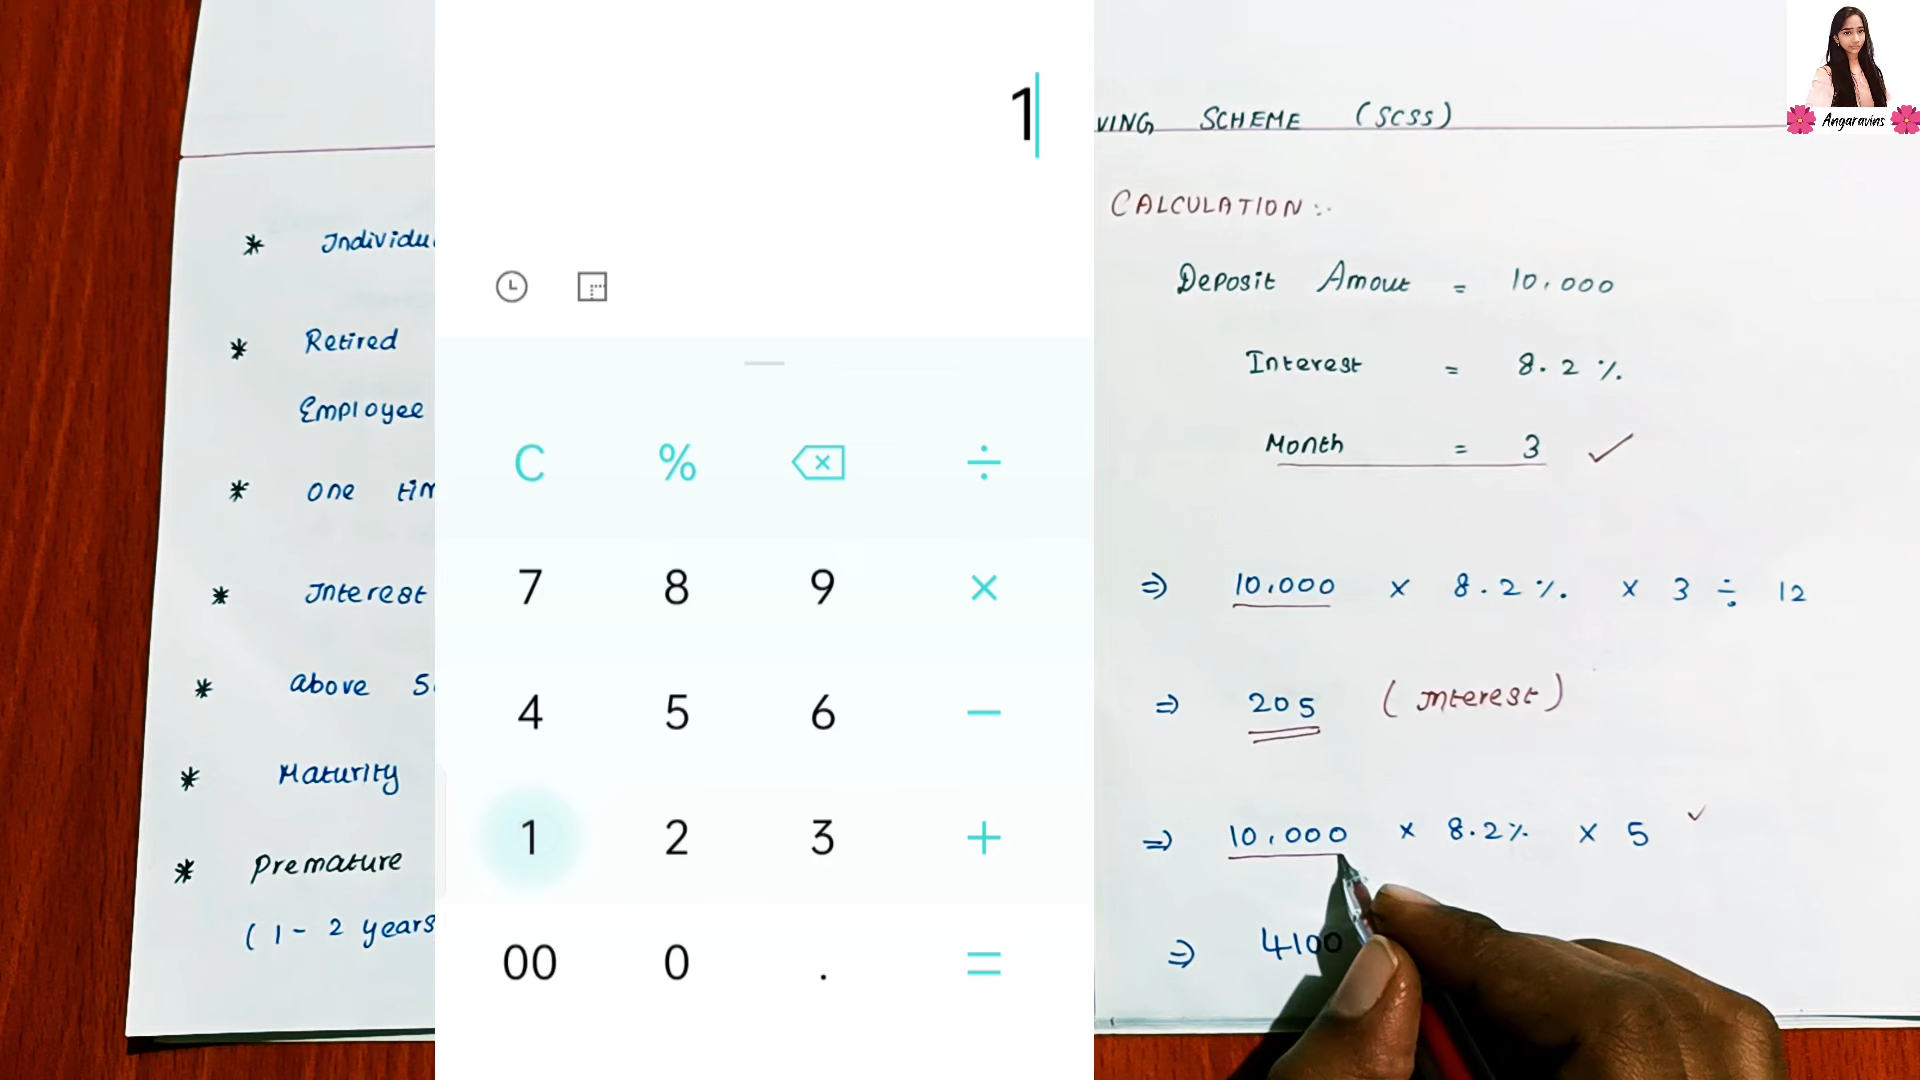 Individu
Retired
Employee
one tim
Interest
above S
Maturity
Premature
(1 - 2 years
1
C % ÷
7 8 9 ×
4 5 6 −
1 2 3 +
00 0 . =
VING SCHEME (SCSS)
CALCULATION :-
Deposit Amout = 10,000
Interest = 8.2 %
Month = 3 ✓
⇒ 10,000 × 8.2 % × 3 ÷ 12
⇒ 205 (Interest)
⇒ 10,000 × 8.2% × 5 ✓
⇒ 4100
Angaravins